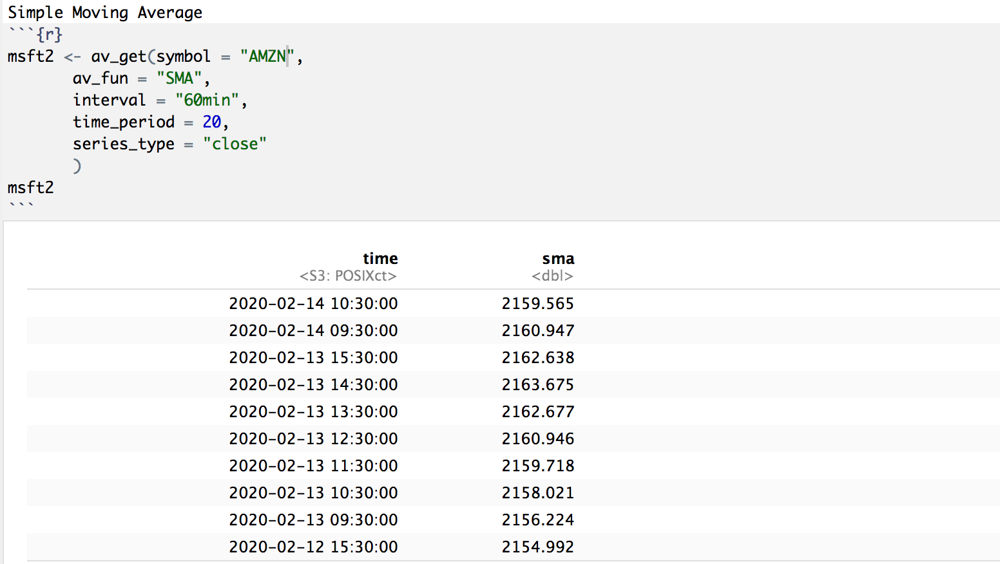 Simple Moving Average
```{r}
msft2 <- av_get(symbol = "AMZN",
av_fun = "SMA",
interval = "60min",
time_period = 20,
series_type = "close"
)
msft2
```
time sma
<S3: POSIXct> <dbl>
2020-02-14 10:30:00 2159.565
2020-02-14 09:30:00 2160.947
2020-02-13 15:30:00 2162.638
2020-02-13 14:30:00 2163.675
2020-02-13 13:30:00 2162.677
2020-02-13 12:30:00 2160.946
2020-02-13 11:30:00 2159.718
2020-02-13 10:30:00 2158.021
2020-02-13 09:30:00 2156.224
2020-02-12 15:30:00 2154.992